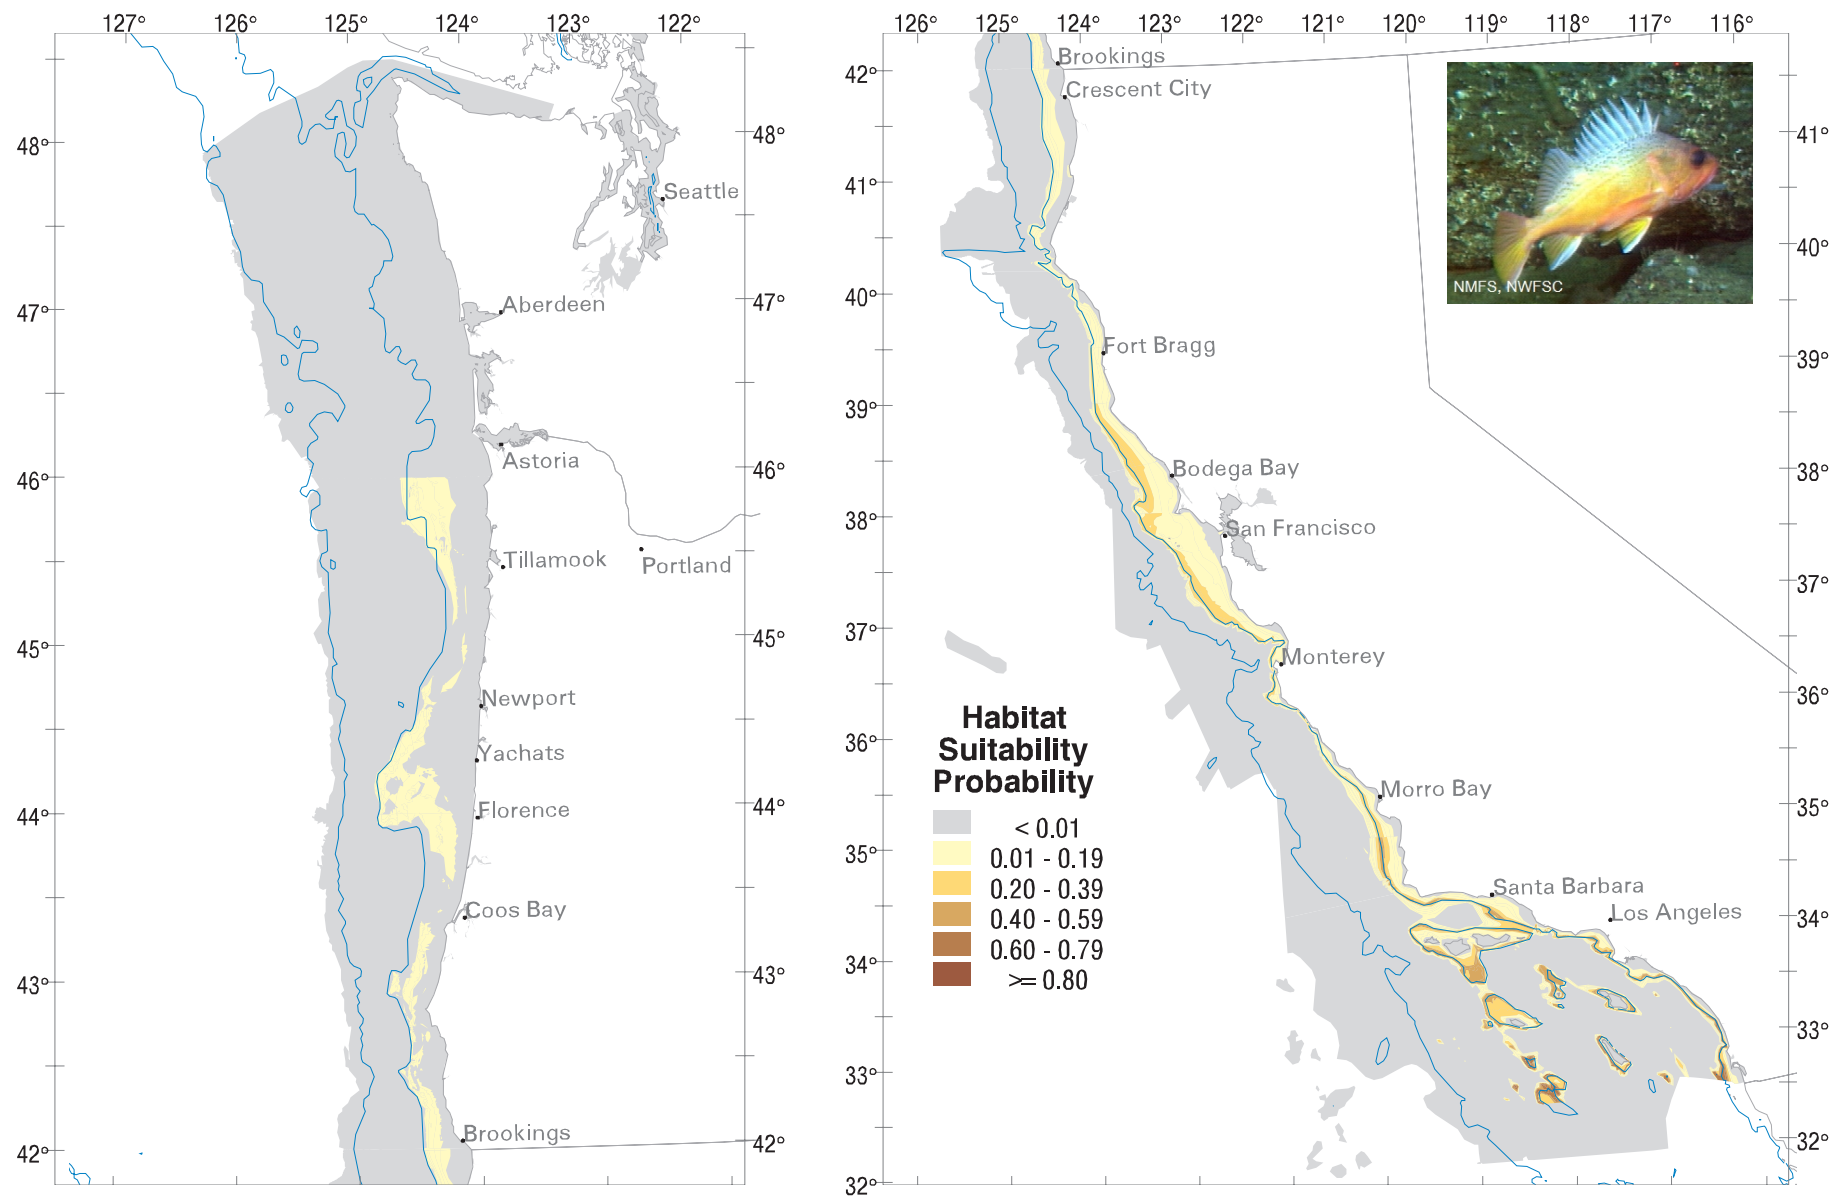 127° 126° 125° 124° 123° 122°
48°
47°
46°
45°
44°
43°
42°
48°
47°
46°
45°
44°
43°
42°
Seattle
Aberdeen
Astoria
Tillamook
Portland
Newport
Yachats
Florence
Coos Bay
Brookings
126° 125° 124° 123° 122° 121° 120° 119° 118° 117° 116°
42°
41°
40°
39°
38°
37°
36°
35°
34°
33°
32°
41°
40°
39°
38°
37°
36°
35°
34°
33°
32°
Brookings
Crescent City
Fort Bragg
Bodega Bay
San Francisco
Monterey
Morro Bay
Santa Barbara
Los Angeles
NMFS, NWFSC
Habitat
Suitability
Probability
< 0.01
0.01 - 0.19
0.20 - 0.39
0.40 - 0.59
0.60 - 0.79
>= 0.80